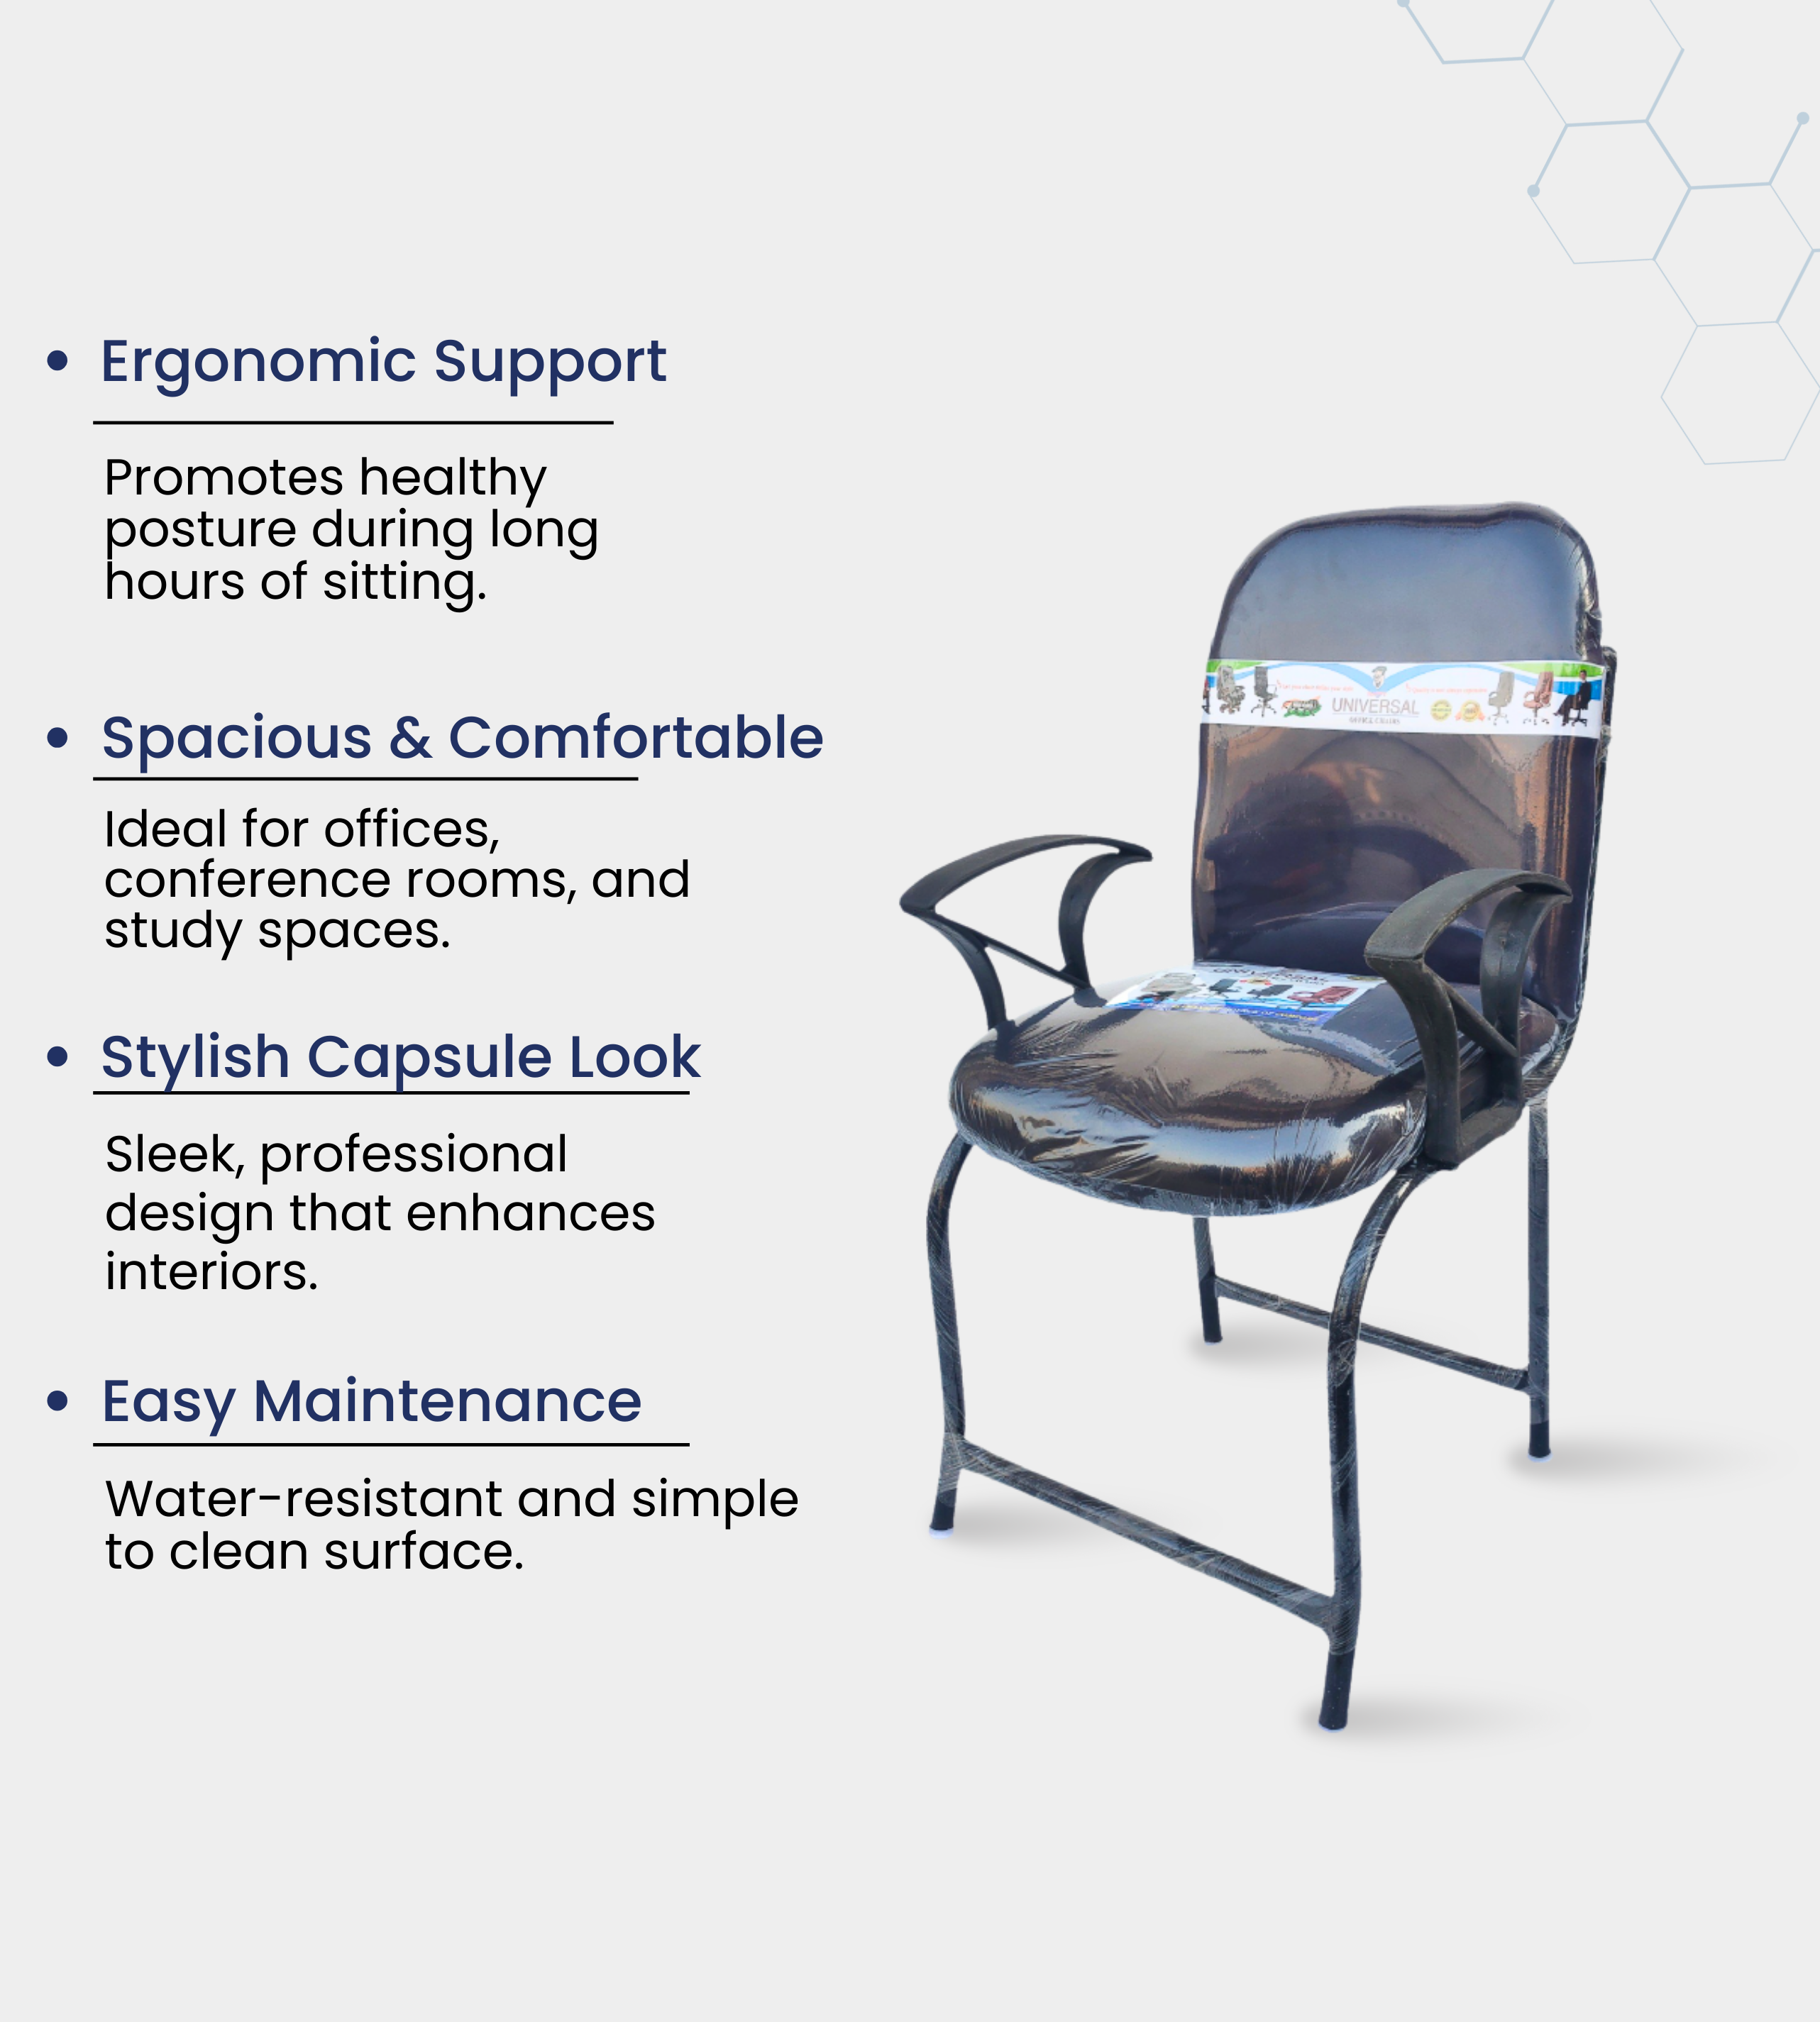 Ergonomic Support
Promotes healthy
posture during long
hours of sitting.
Spacious & Comfortable
Ideal for offices,
conference rooms, and
study spaces.
Stylish Capsule Look
Sleek, professional
design that enhances
interiors.
Easy Maintenance
Water-resistant and simple
to clean surface.
UNIVERSAL